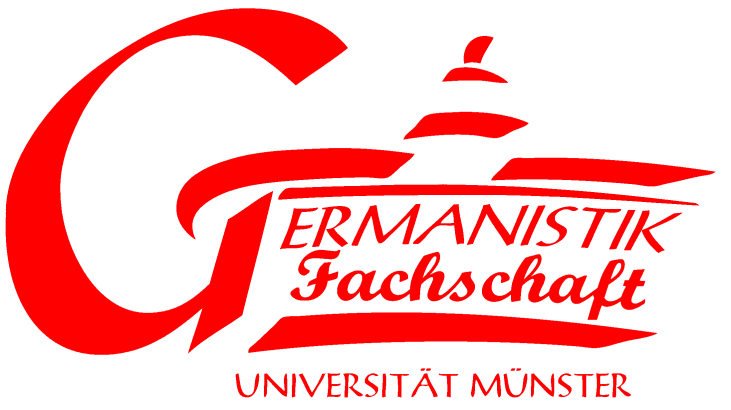 GERMANISTIK
Fachschaft
UNIVERSITÄT MÜNSTER